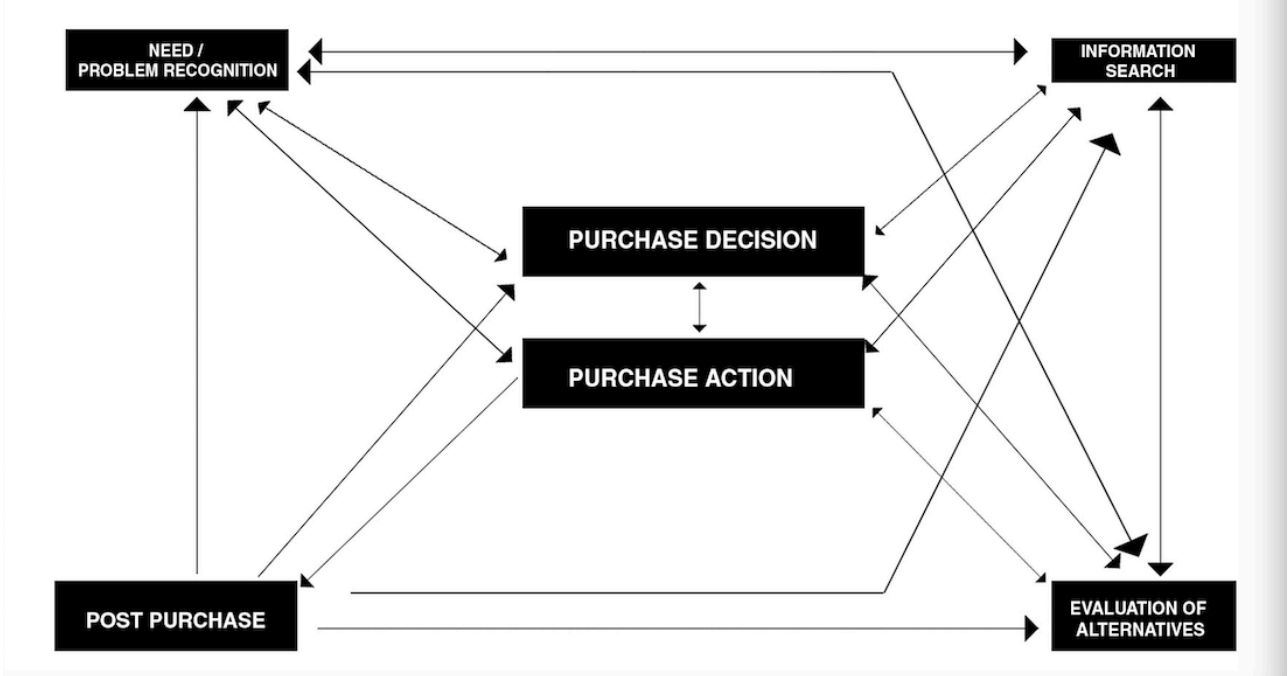 NEED /
PROBLEM RECOGNITION
INFORMATION
SEARCH
PURCHASE DECISION
PURCHASE ACTION
POST PURCHASE
EVALUATION OF
ALTERNATIVES